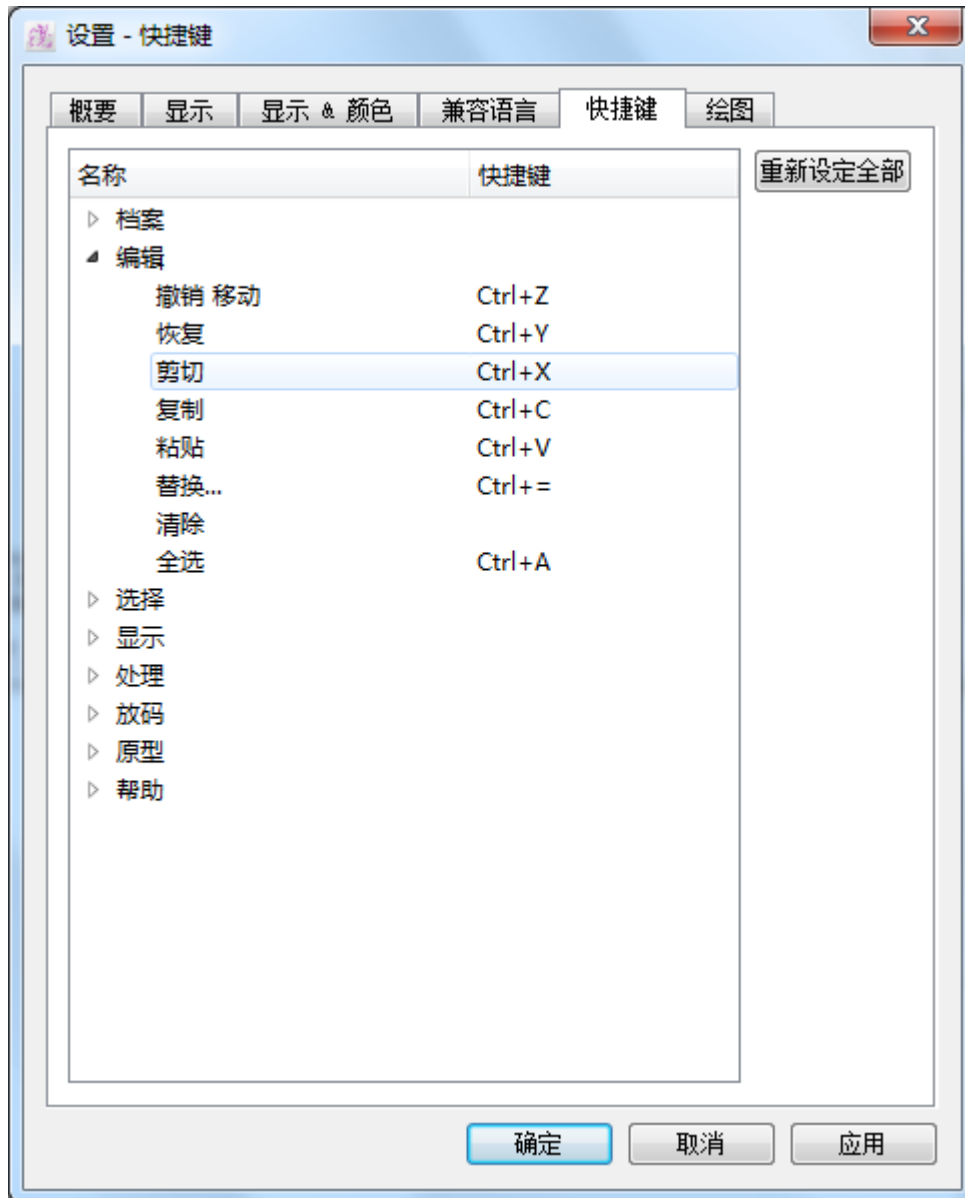 设置 - 快捷键
概要 显示 显示 & 颜色 兼容语言 快捷键 绘图
名称 快捷键 重新设定全部
档案
编辑
撤销 移动 Ctrl+Z
恢复 Ctrl+Y
剪切 Ctrl+X
复制 Ctrl+C
粘贴 Ctrl+V
替换... Ctrl+=
清除
全选 Ctrl+A
选择
显示
处理
放码
原型
帮助
确定 取消 应用